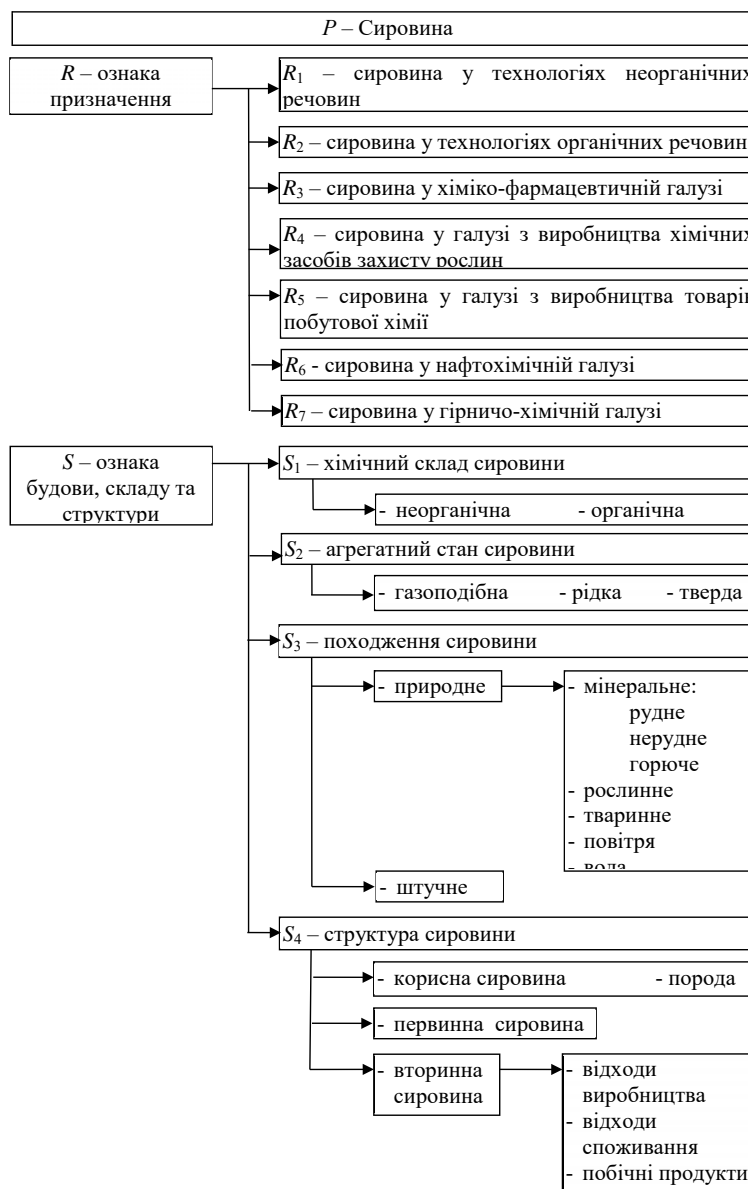 P – Сировина
R – ознака
призначення
R1 – сировина у технологіях неорганічних
речовин
R2 – сировина у технологіях органічних речовин
R3 – сировина у хіміко-фармацевтичній галузі
R4 – сировина у галузі з виробництва хімічних
засобів захисту рослин
R5 – сировина у галузі з виробництва товарів
побутової хімії
R6 - сировина у нафтохімічній галузі
R7 – сировина у гірничо-хімічній галузі
S – ознака
будови, складу та
структури
S1 – хімічний склад сировини
- неорганічна - органічна
S2 – агрегатний стан сировини
- газоподібна - рідка - тверда
S3 – походження сировини
- природне
- мінеральне:
рудне
нерудне
горюче
- рослинне
- тваринне
- повітря
- вода
- штучне
S4 – структура сировини
- корисна сировина - порода
- первинна сировина
- вторинна
сировина
- відходи
виробництва
- відходи
споживання
- побічні продукти